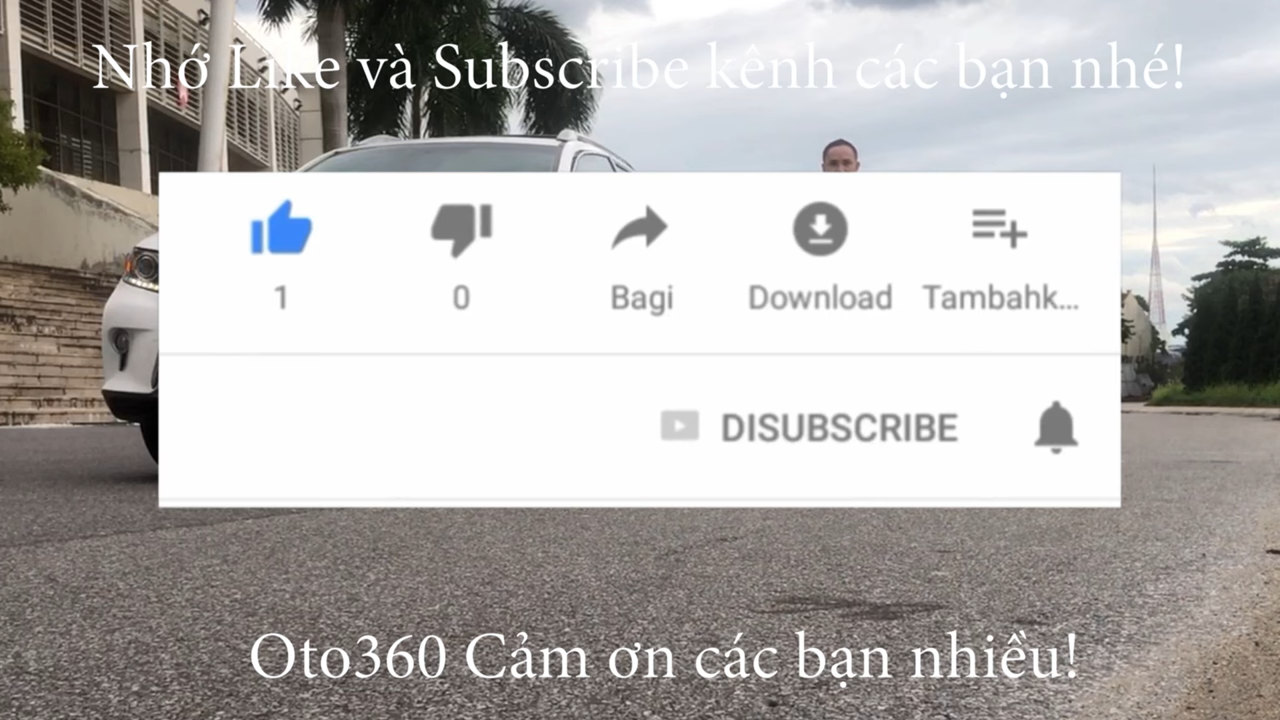 Nhớ Like và Subscribe kênh các bạn nhé!
1 0 Bagi Download Tambahk...
DISUBSCRIBE
Oto360 Cảm ơn các bạn nhiều!